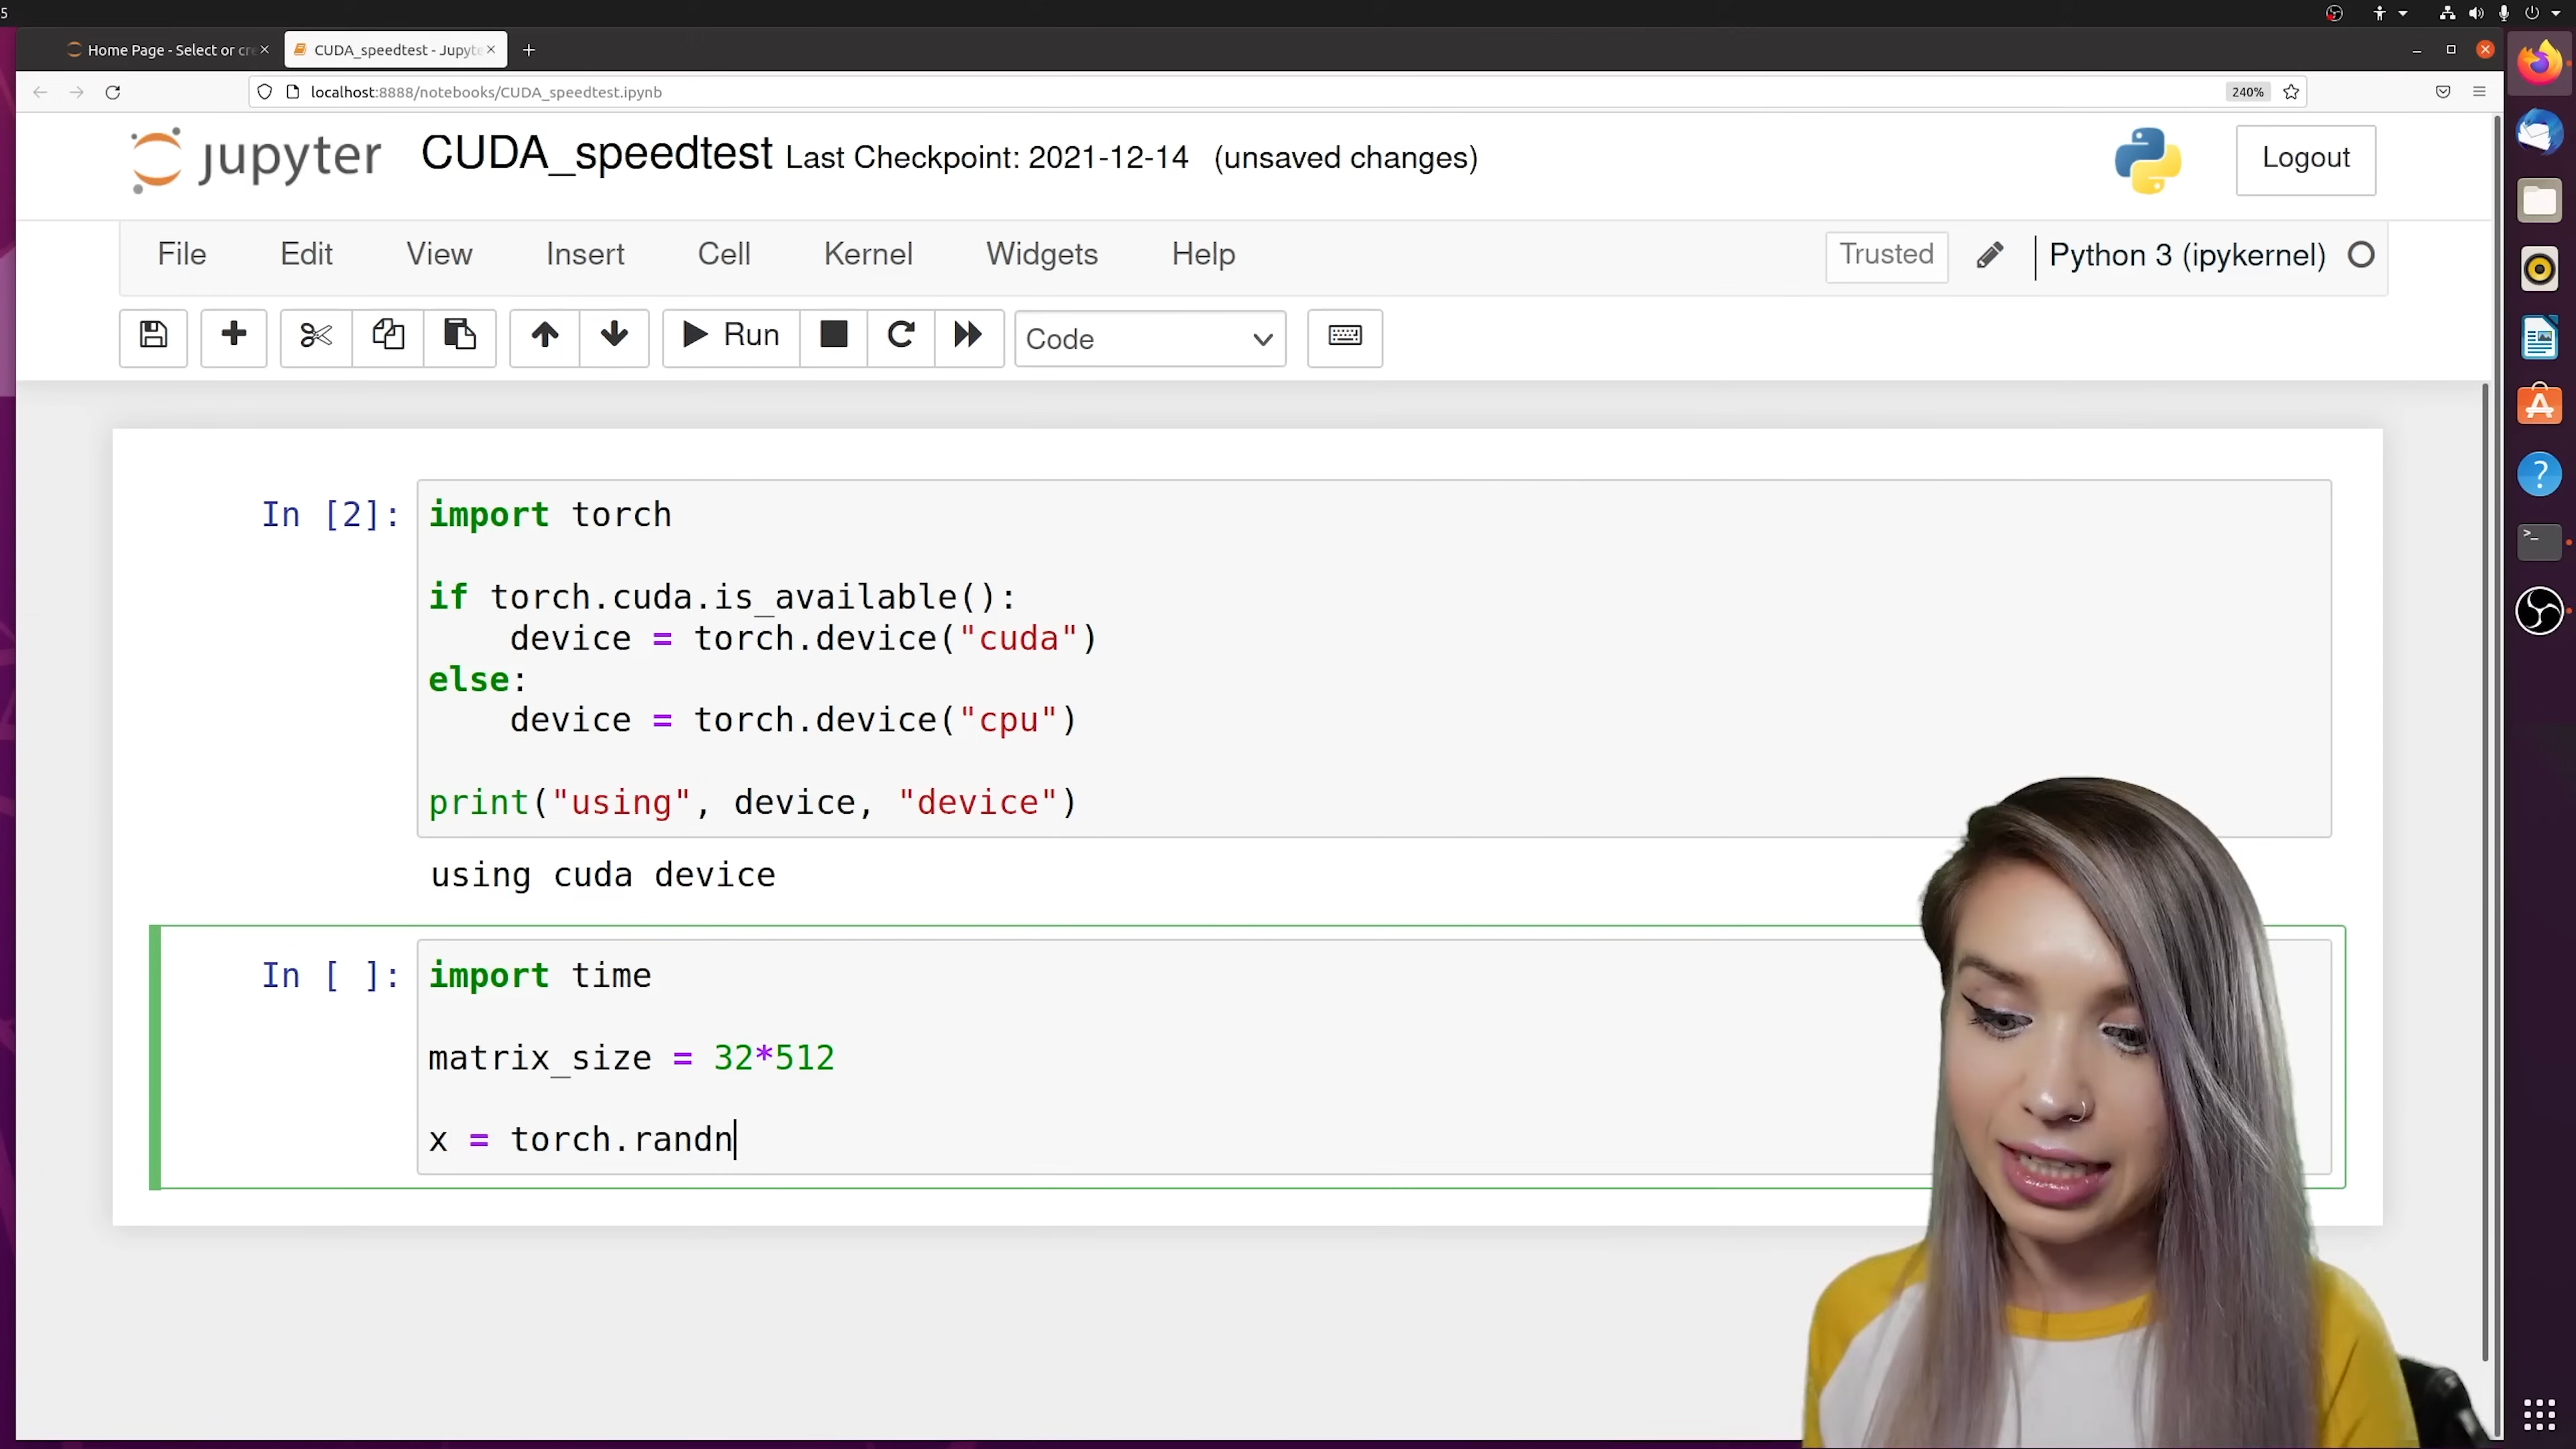 5
Home Page - Select or cre
CUDA_speedtest - Jupyte
localhost:8888/notebooks/CUDA_speedtest.ipynb
240%
jupyter CUDA_speedtest Last Checkpoint: 2021-12-14 (unsaved changes)
Logout
File Edit View Insert Cell Kernel Widgets Help
Trusted
Python 3 (ipykernel)
Run
Code
In [2]:
import torch
if torch.cuda.is_available():
device = torch.device("cuda")
else:
device = torch.device("cpu")
print("using", device, "device")
using cuda device
In [ ]:
import time
matrix_size = 32*512
x = torch.randn